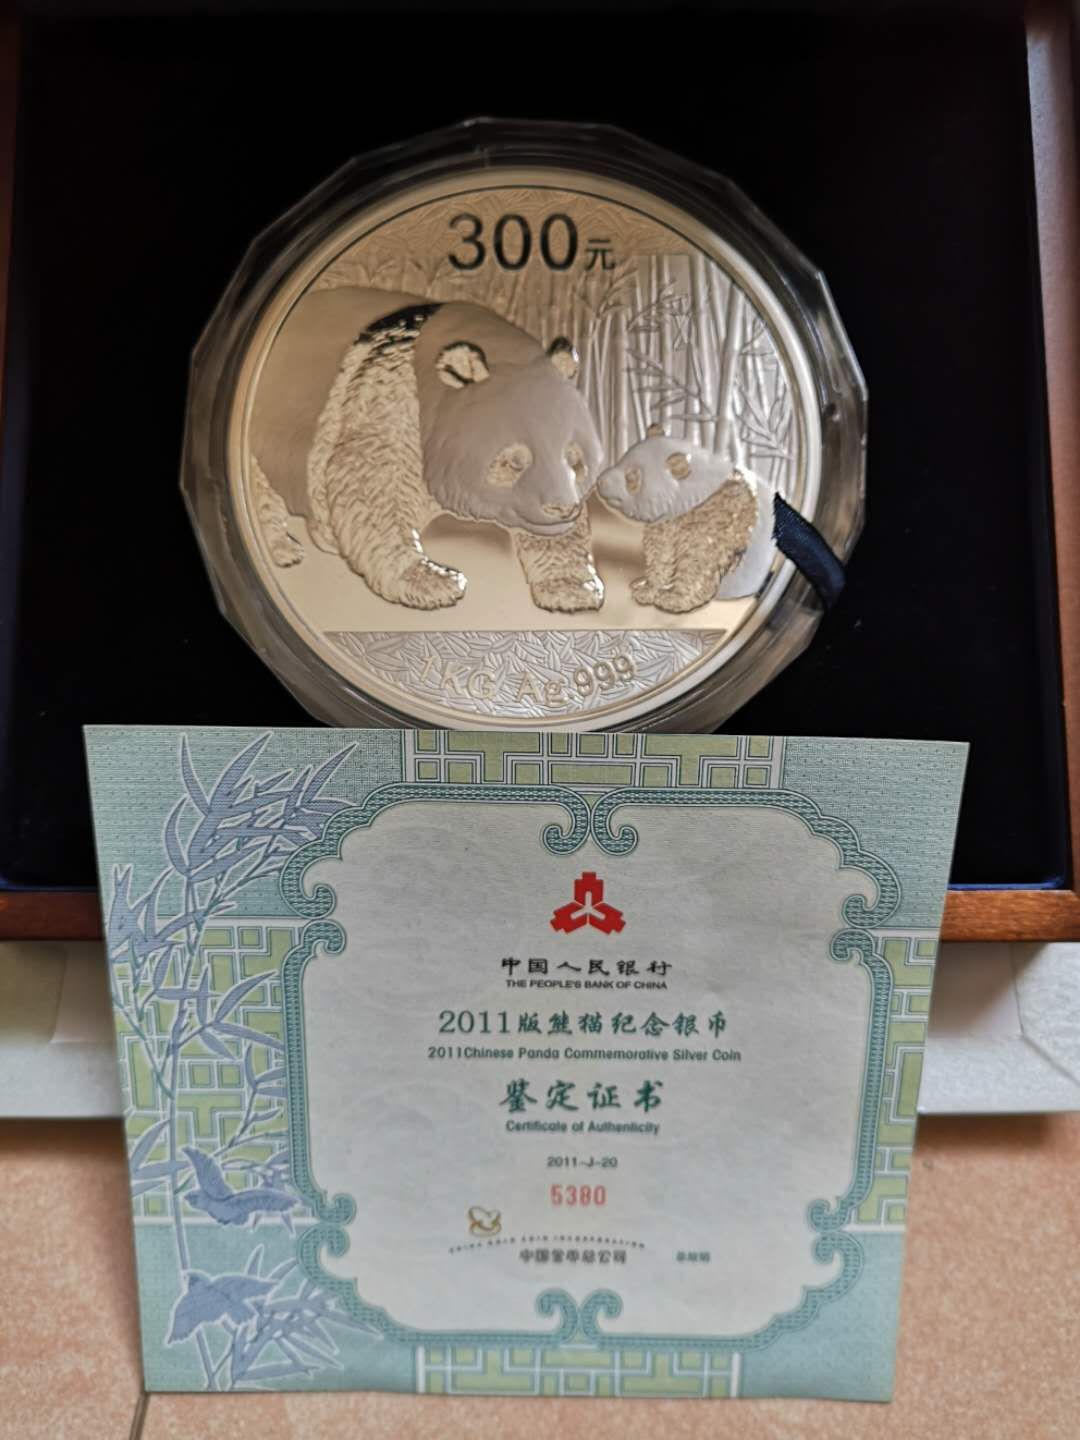 300元
1KG Ag.999
中国人民银行
THE PEOPLE'S BANK OF CHINA
2011版熊猫纪念银币
2011Chinese Panda Commemorative Silver Coin
鉴定证书
Certificate of Authenticity
2011-J-20
5380
中国金币总公司